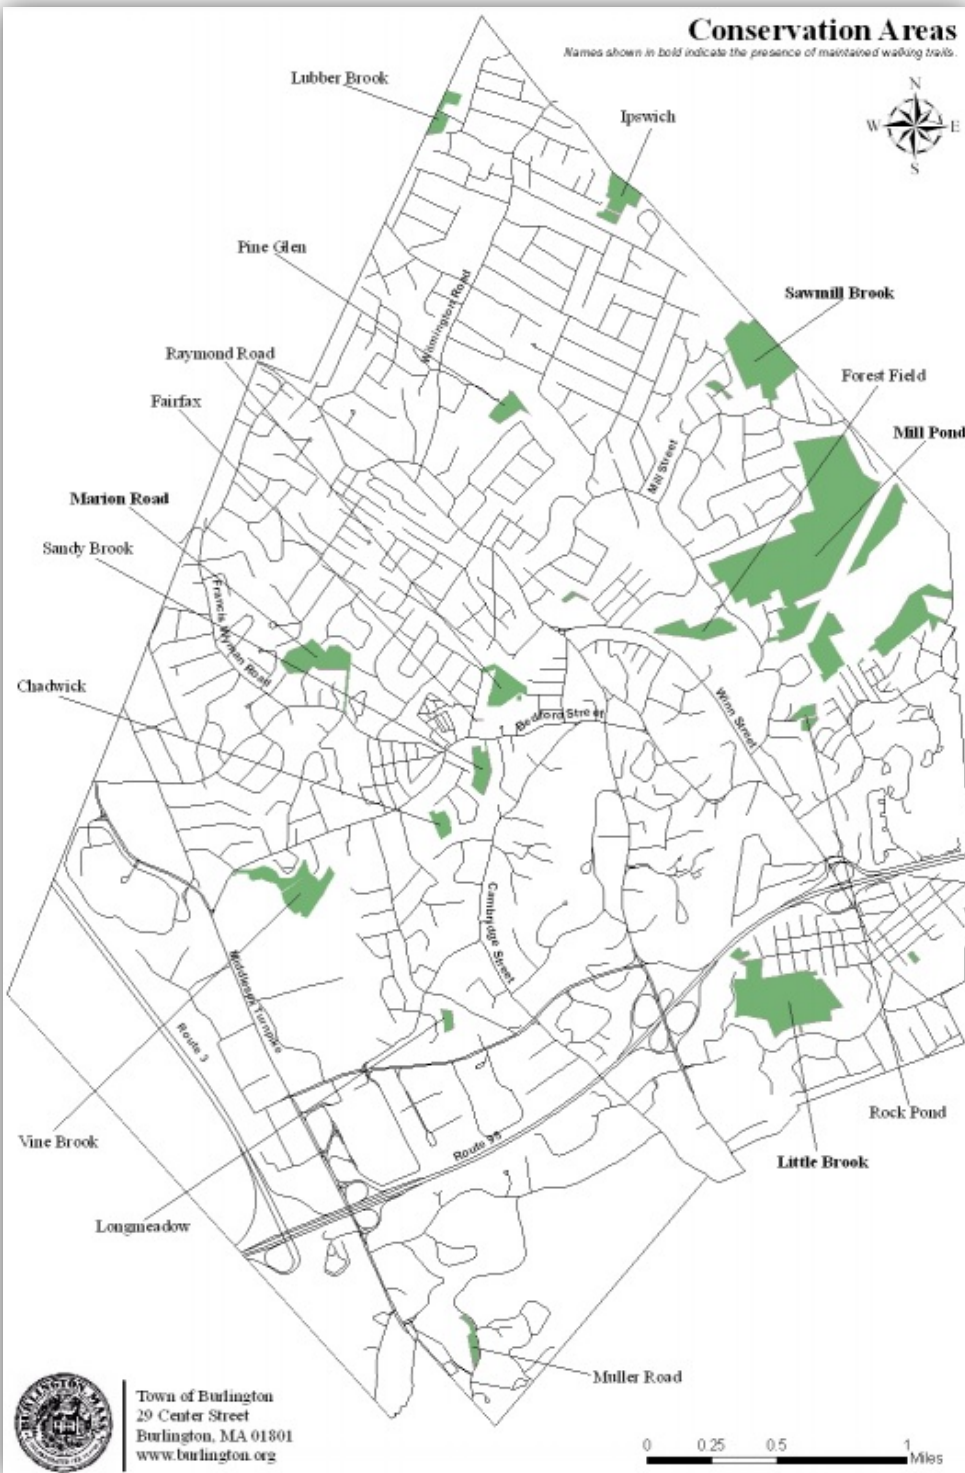 Conservation Areas
Names shown in bold indicate the presence of maintained walking trails.
N
W E
S
Lubber Brook
Ipswich
Pine Glen
Wilmington Road
Sawmill Brook
Raymond Road
Forest Field
Fairfax
Mill Pond
Mill Street
Marion Road
Sandy Brook
Francis Wyman Road
Chadwick
Bedford Street
Winn Street
Cambridge Street
Middlesex Turnpike
Route 3
Rock Pond
Vine Brook
Route 95
Little Brook
Longmeadow
Muller Road
BURLINGTON, MASS
Town of Burlington
29 Center Street
Burlington, MA 01801
www.burlington.org
0 0.25 0.5 1
Miles